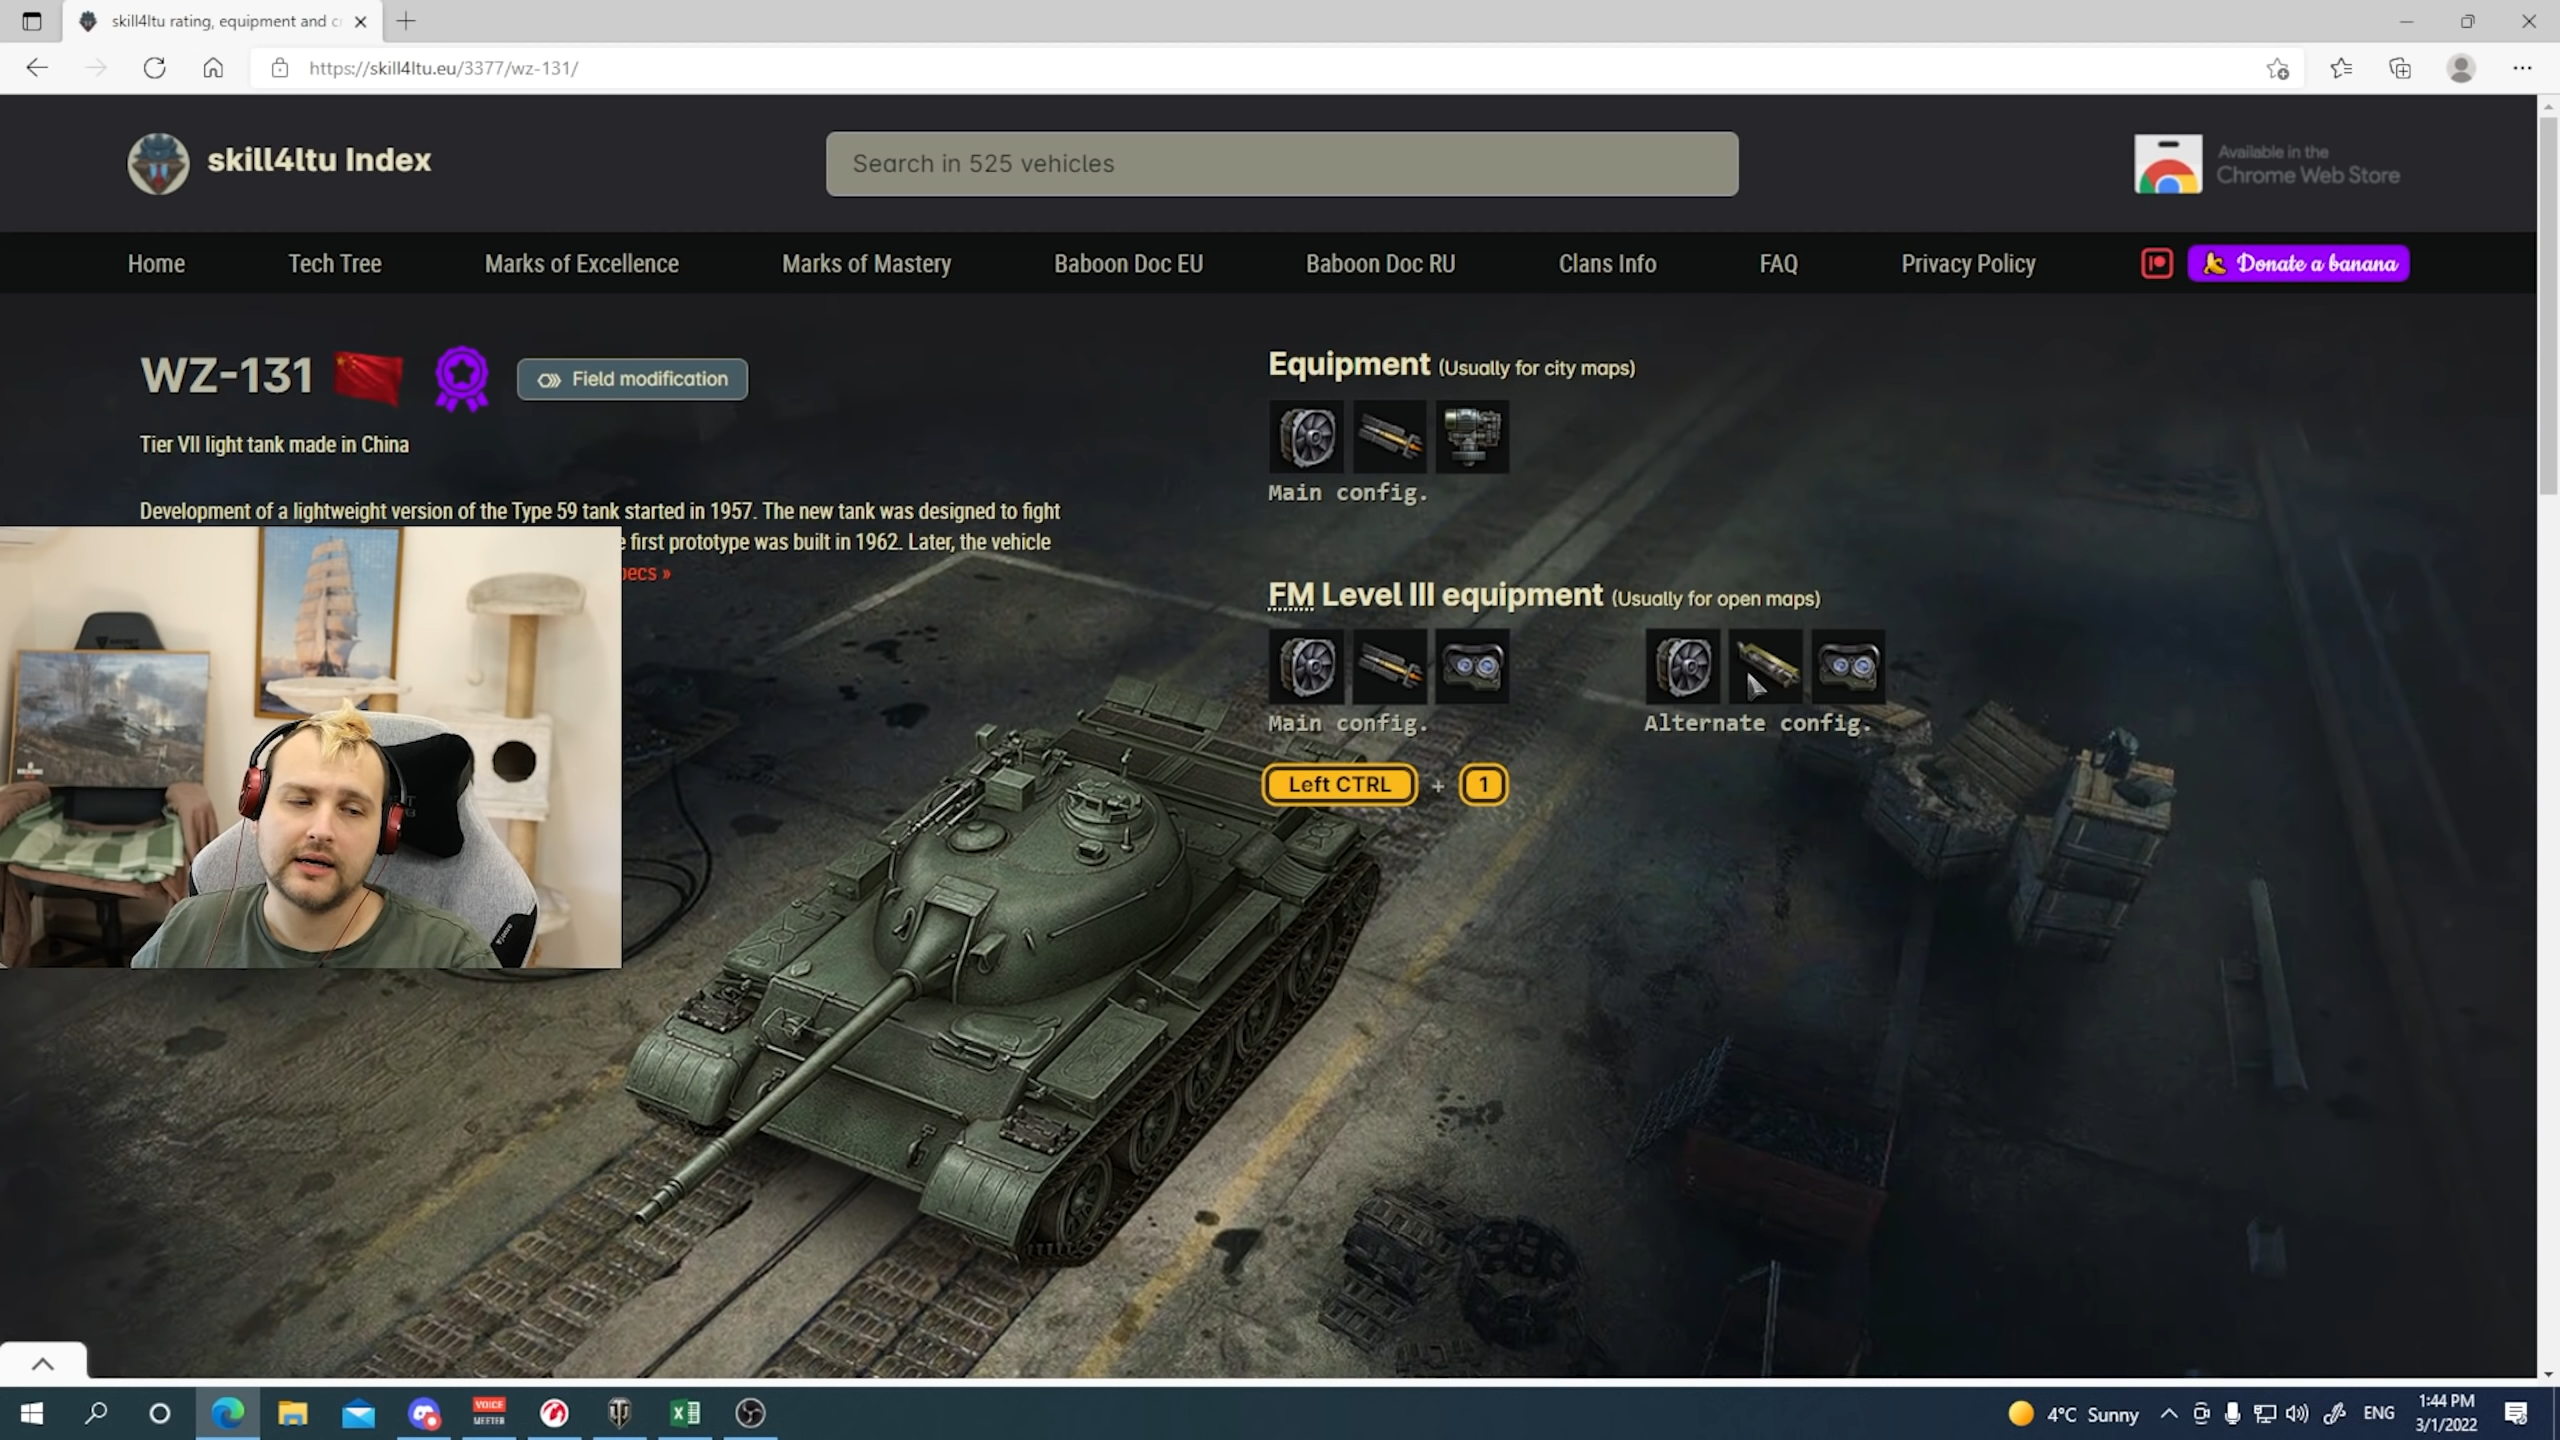 skill4ltu rating, equipment and c
https://skill4ltu.eu/3377/wz-131/
skill4ltu Index
Search in 525 vehicles
Available in the
Chrome Web Store
Home
Tech Tree
Marks of Excellence
Marks of Mastery
Baboon Doc EU
Baboon Doc RU
Clans Info
FAQ
Privacy Policy
Donate a banana
WZ-131
Field modification
Tier VII light tank made in China
Development of a lightweight version of the Type 59 tank started in 1957. The new tank was designed to fight
e first prototype was built in 1962. Later, the vehicle
pecs »
Equipment (Usually for city maps)
Main config.
FM Level III equipment (Usually for open maps)
Main config.
Alternate config.
Left CTRL + 1
VOICE
MEETER
4°C Sunny
ENG
1:44 PM
3/1/2022